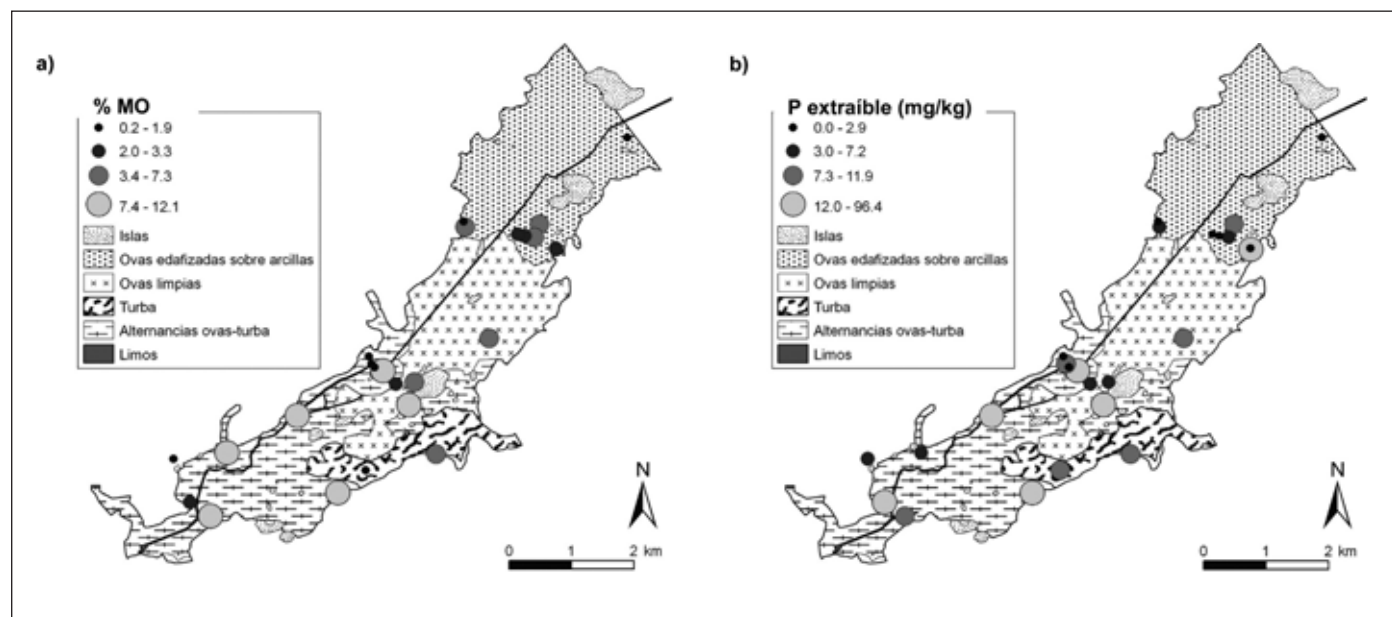 a)
% MO
0.2 - 1.9
2.0 - 3.3
3.4 - 7.3
7.4 - 12.1
Islas
Ovas edafizadas sobre arcillas
Ovas limpias
Turba
Alternancias ovas-turba
Limos
N
0 1 2 km
b)
P extraíble (mg/kg)
0.0 - 2.9
3.0 - 7.2
7.3 - 11.9
12.0 - 96.4
Islas
Ovas edafizadas sobre arcillas
Ovas limpias
Turba
Alternancias ovas-turba
Limos
N
0 1 2 km